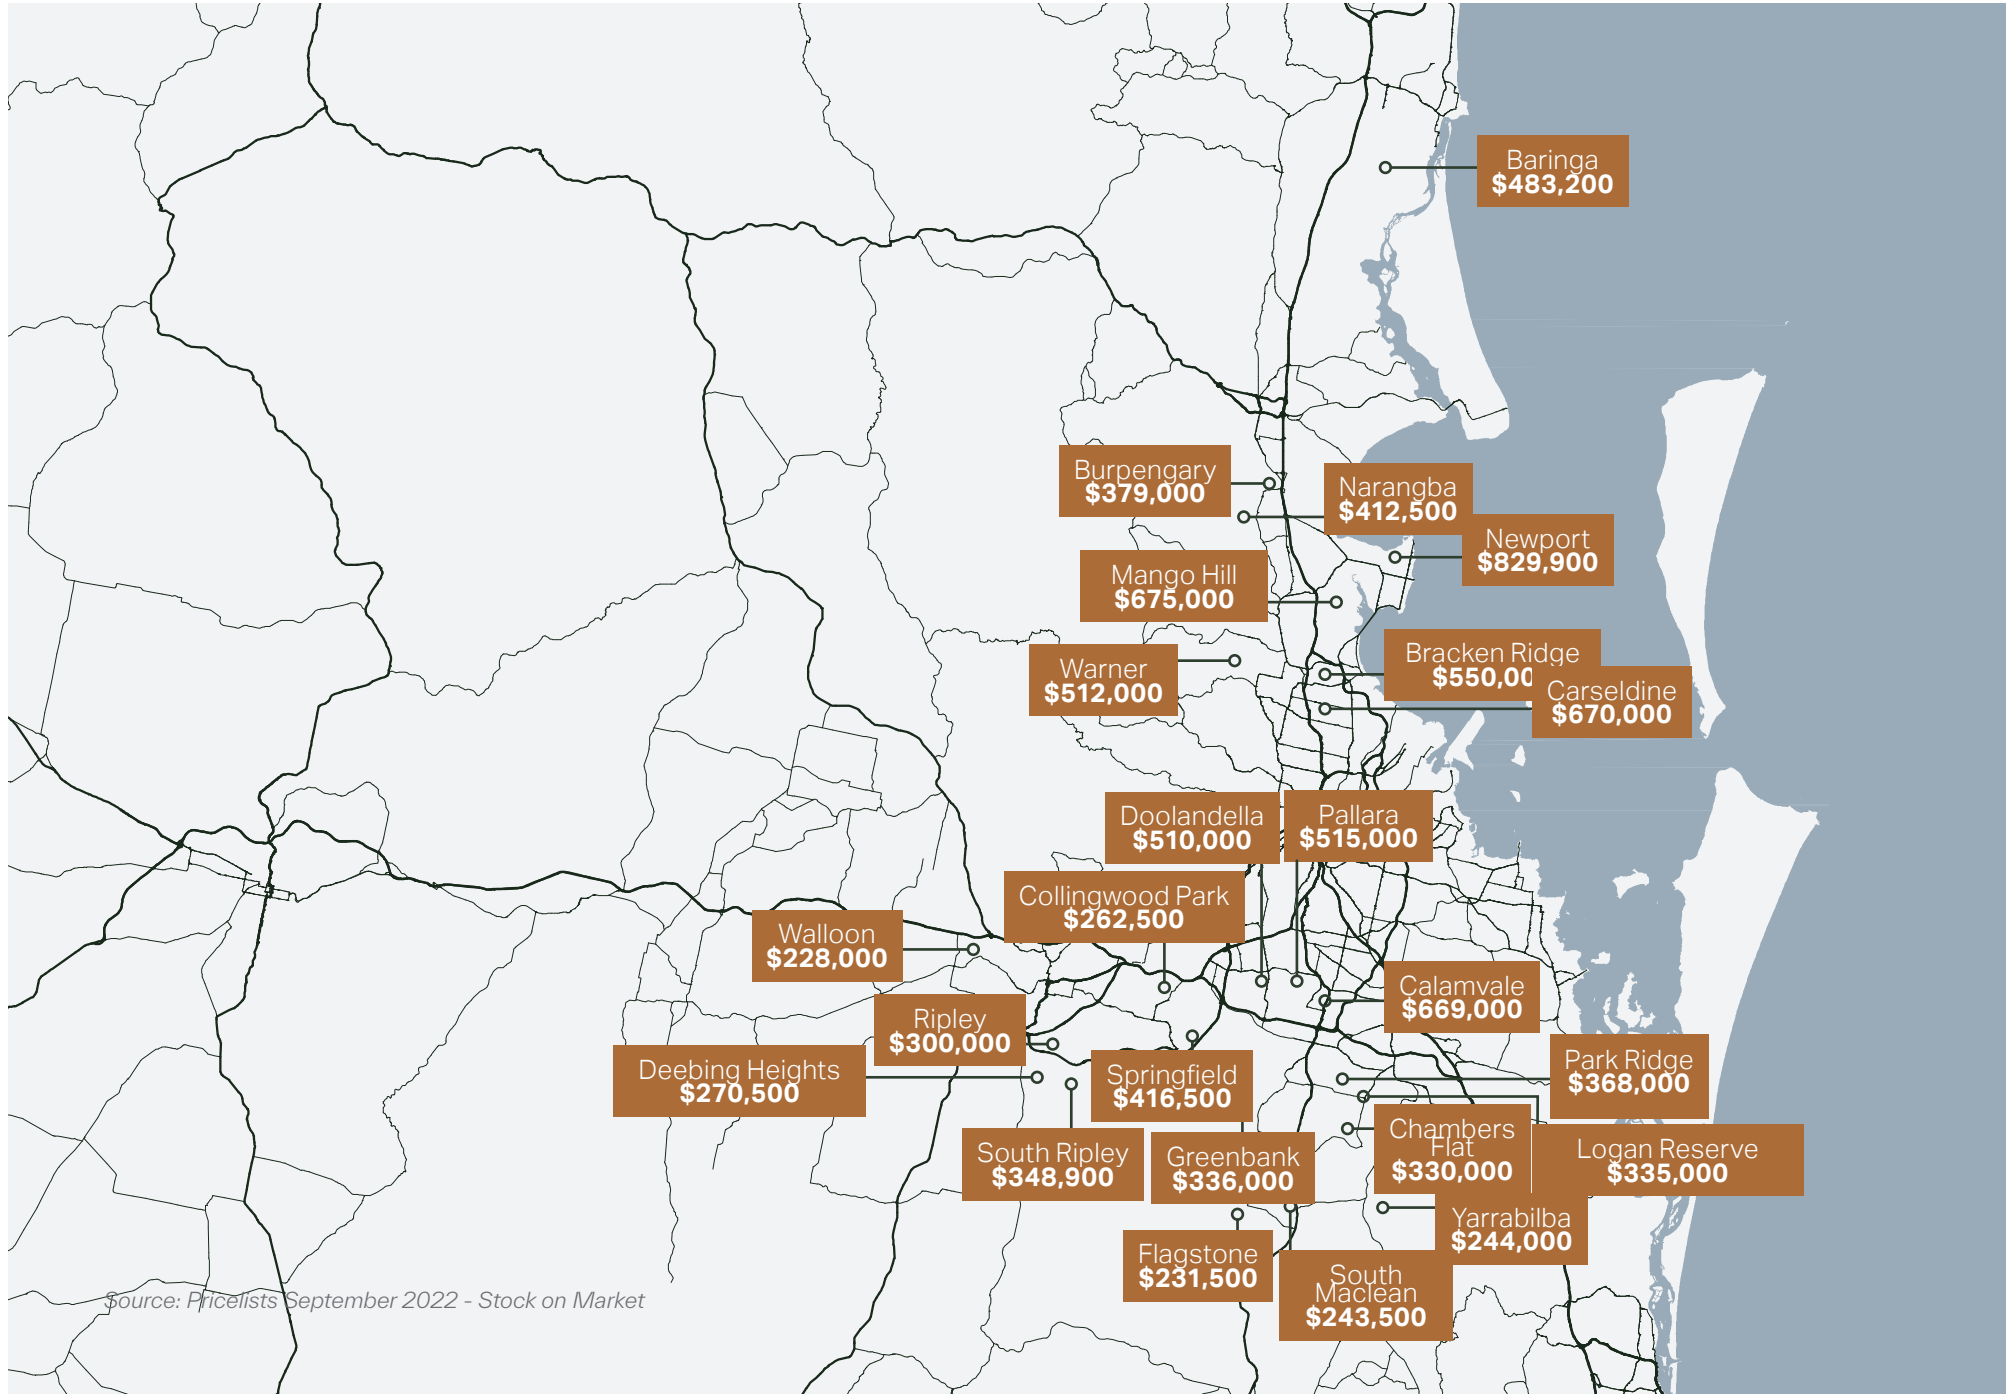 Baringa
$483,200
Burpengary
$379,000
Narangba
$412,500
Newport
$829,900
Mango Hill
$675,000
Bracken Ridge
$550,00
Warner
$512,000
Carseldine
$670,000
Doolandella
$510,000
Pallara
$515,000
Collingwood Park
$262,500
Walloon
$228,000
Calamvale
$669,000
Ripley
$300,000
Park Ridge
$368,000
Deebing Heights
$270,500
Springfield
$416,500
Chambers
Flat
$330,000
Logan Reserve
$335,000
South Ripley
$348,900
Greenbank
$336,000
Yarrabilba
$244,000
Flagstone
$231,500
South
Maclean
$243,500
Source: Pricelists September 2022 - Stock on Market